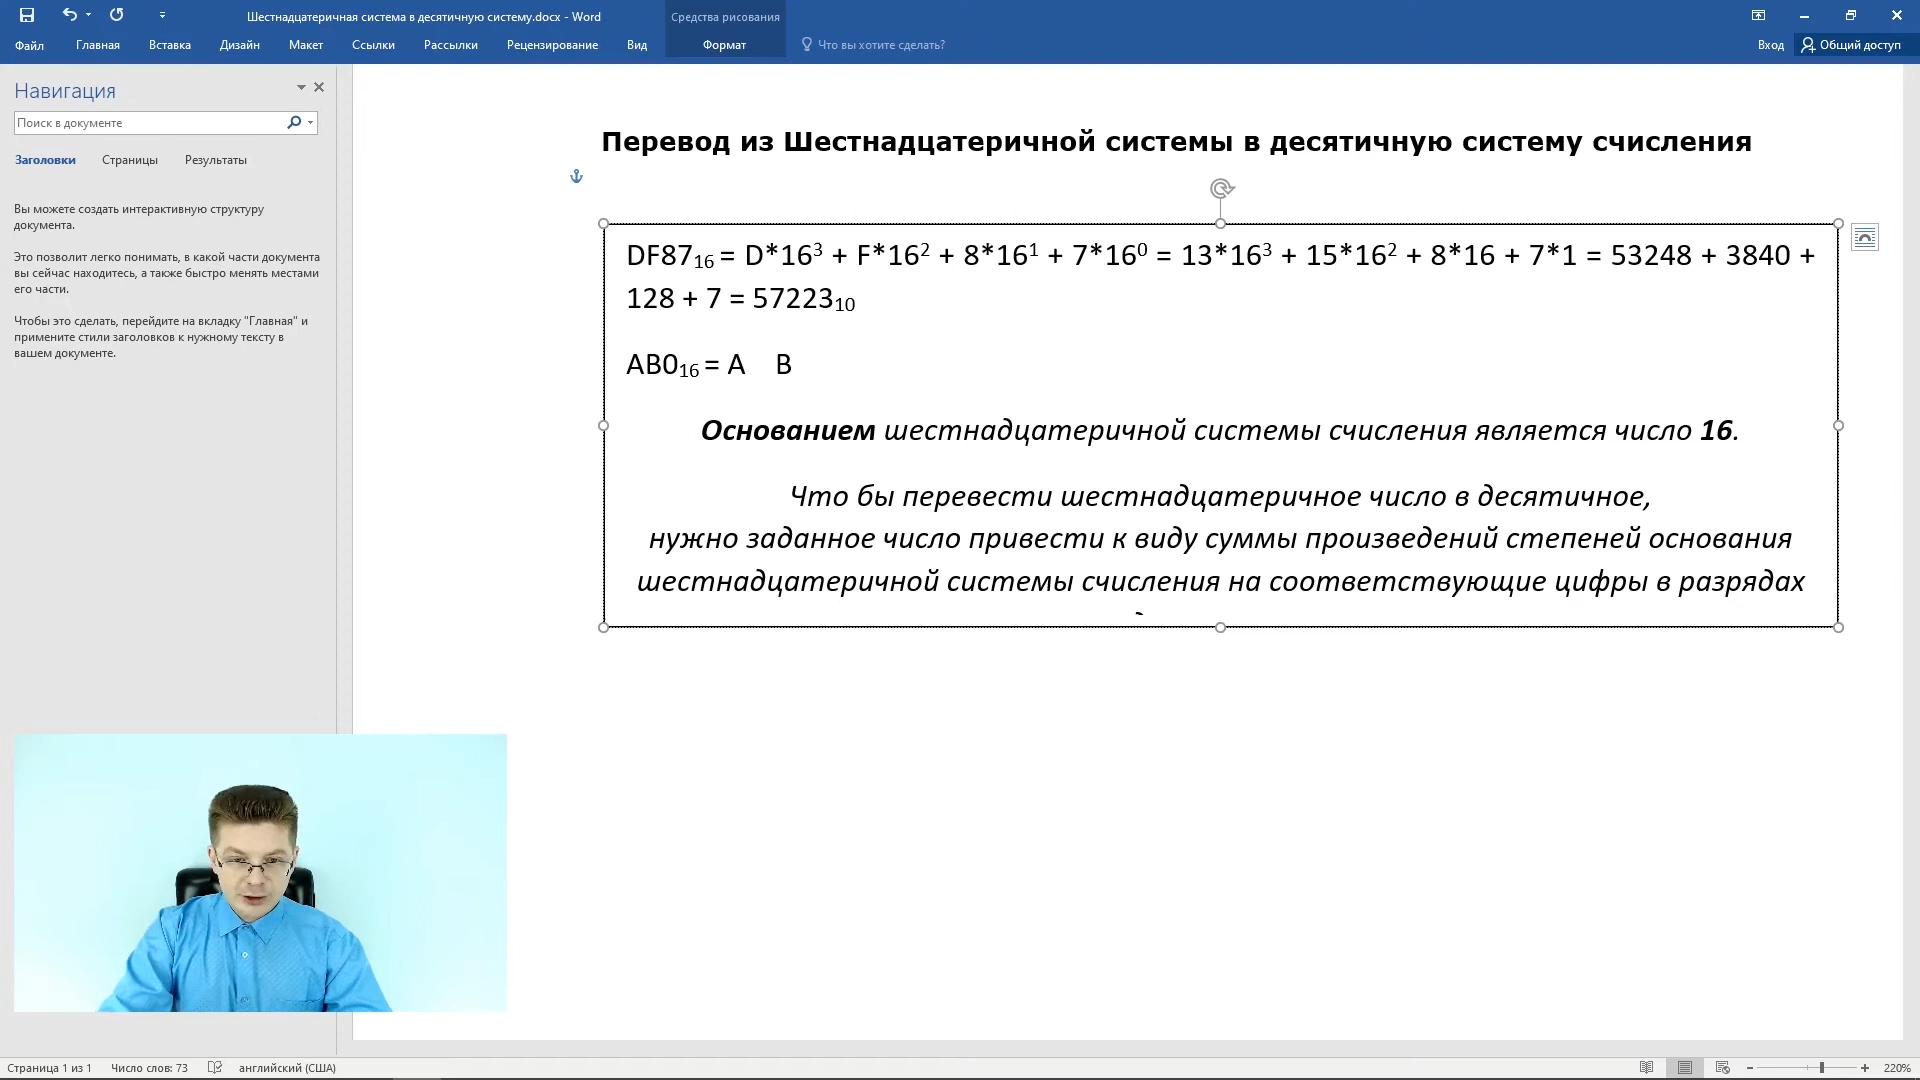 Шестнадцатеричная система в десятичную систему.docx - Word
Средства рисования
Файл Главная Вставка Дизайн Макет Ссылки Рассылки Рецензирование Вид Формат Что вы хотите сделать? Вход Общий доступ
Навигация
Поиск в документе
Заголовки Страницы Результаты
Вы можете создать интерактивную структуру
документа.
Это позволит легко понимать, в какой части документа
вы сейчас находитесь, а также быстро менять местами
его части.
Чтобы это сделать, перейдите на вкладку "Главная" и
примените стили заголовков к нужному тексту в
вашем документе.
Перевод из Шестнадцатеричной системы в десятичную систему счисления
DF87₁₆ = D*16³ + F*16² + 8*16¹ + 7*16⁰ = 13*16³ + 15*16² + 8*16 + 7*1 = 53248 + 3840 +
128 + 7 = 57223₁₀
AB0₁₆ = A B
Основанием шестнадцатеричной системы счисления является число 16.
Что бы перевести шестнадцатеричное число в десятичное,
нужно заданное число привести к виду суммы произведений степеней основания
шестнадцатеричной системы счисления на соответствующие цифры в разрядах
Страница 1 из 1 Число слов: 73 английский (США) 220%